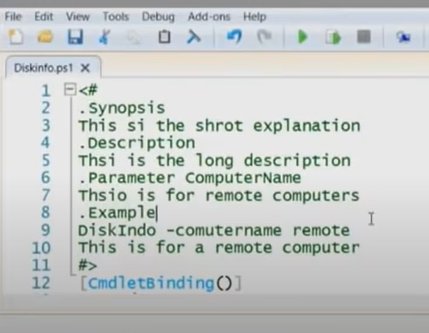 File Edit View Tools Debug Add-ons Help
Diskinfo.ps1 X
1 <#
2 .Synopsis
3 This si the shrot explanation
4 .Description
5 Thsi is the long description
6 .Parameter ComputerName
7 Thsio is for remote computers
8 .Example
9 DiskIndo -comutername remote
10 This is for a remote computer
11 #>
12 [CmdletBinding()]